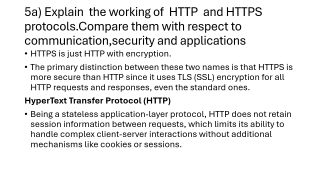 5a) Explain the working of HTTP and HTTPS
protocols.Compare them with respect to
communication,security and applications
• HTTPS is just HTTP with encryption.
• The primary distinction between these two names is that HTTPS is
more secure than HTTP since it uses TLS (SSL) encryption for all
HTTP requests and responses, even the standard ones.
HyperText Transfer Protocol (HTTP)
• Being a stateless application-layer protocol, HTTP does not retain
session information between requests, which limits its ability to
handle complex client-server interactions without additional
mechanisms like cookies or sessions.